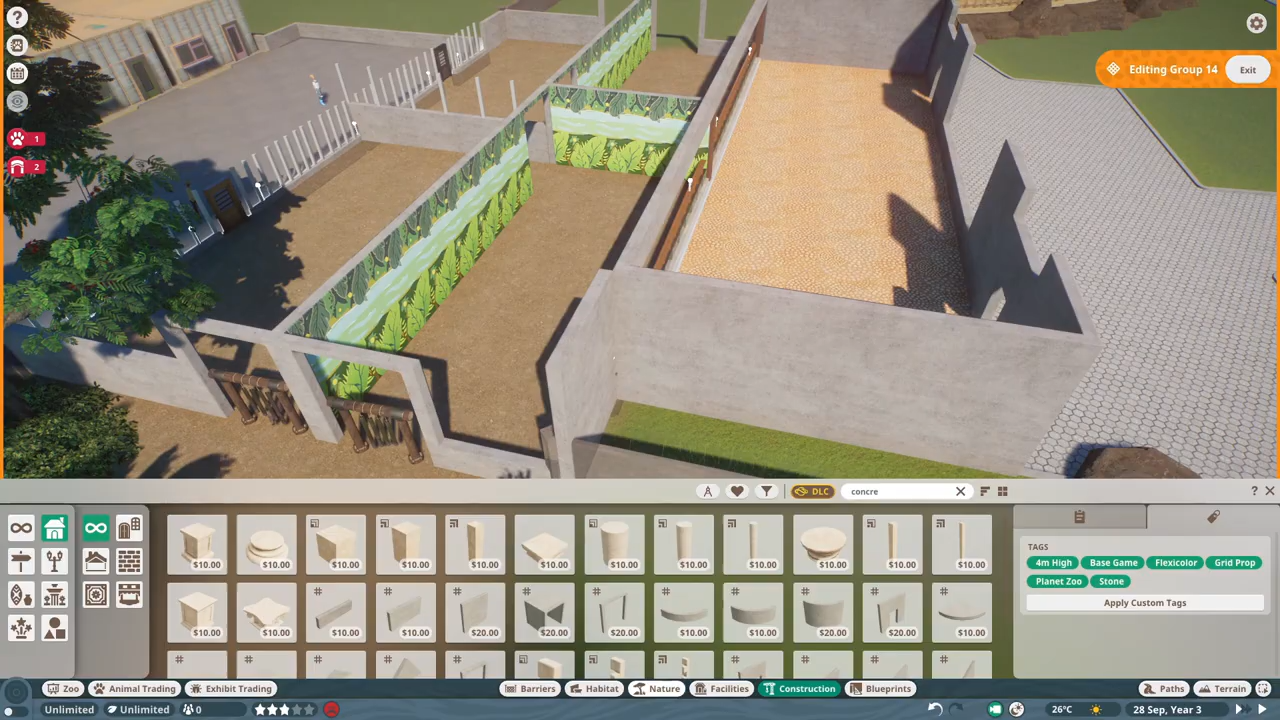 ?
Editing Group 14 Exit
1
2
DLC concre ? X
$10.00 $10.00 $10.00 $10.00 $10.00 $10.00 $10.00 $10.00 $10.00 $10.00 $10.00 $10.00
$10.00 $10.00 $10.00 $10.00 $20.00 $20.00 $20.00 $10.00 $10.00 $20.00 $20.00 $10.00
TAGS
4m High Base Game Flexicolor Grid Prop
Planet Zoo Stone
Apply Custom Tags
Zoo Animal Trading Exhibit Trading Barriers Habitat Nature Facilities Construction Blueprints Paths Terrain
Unlimited Unlimited 0 26°C 28 Sep, Year 3